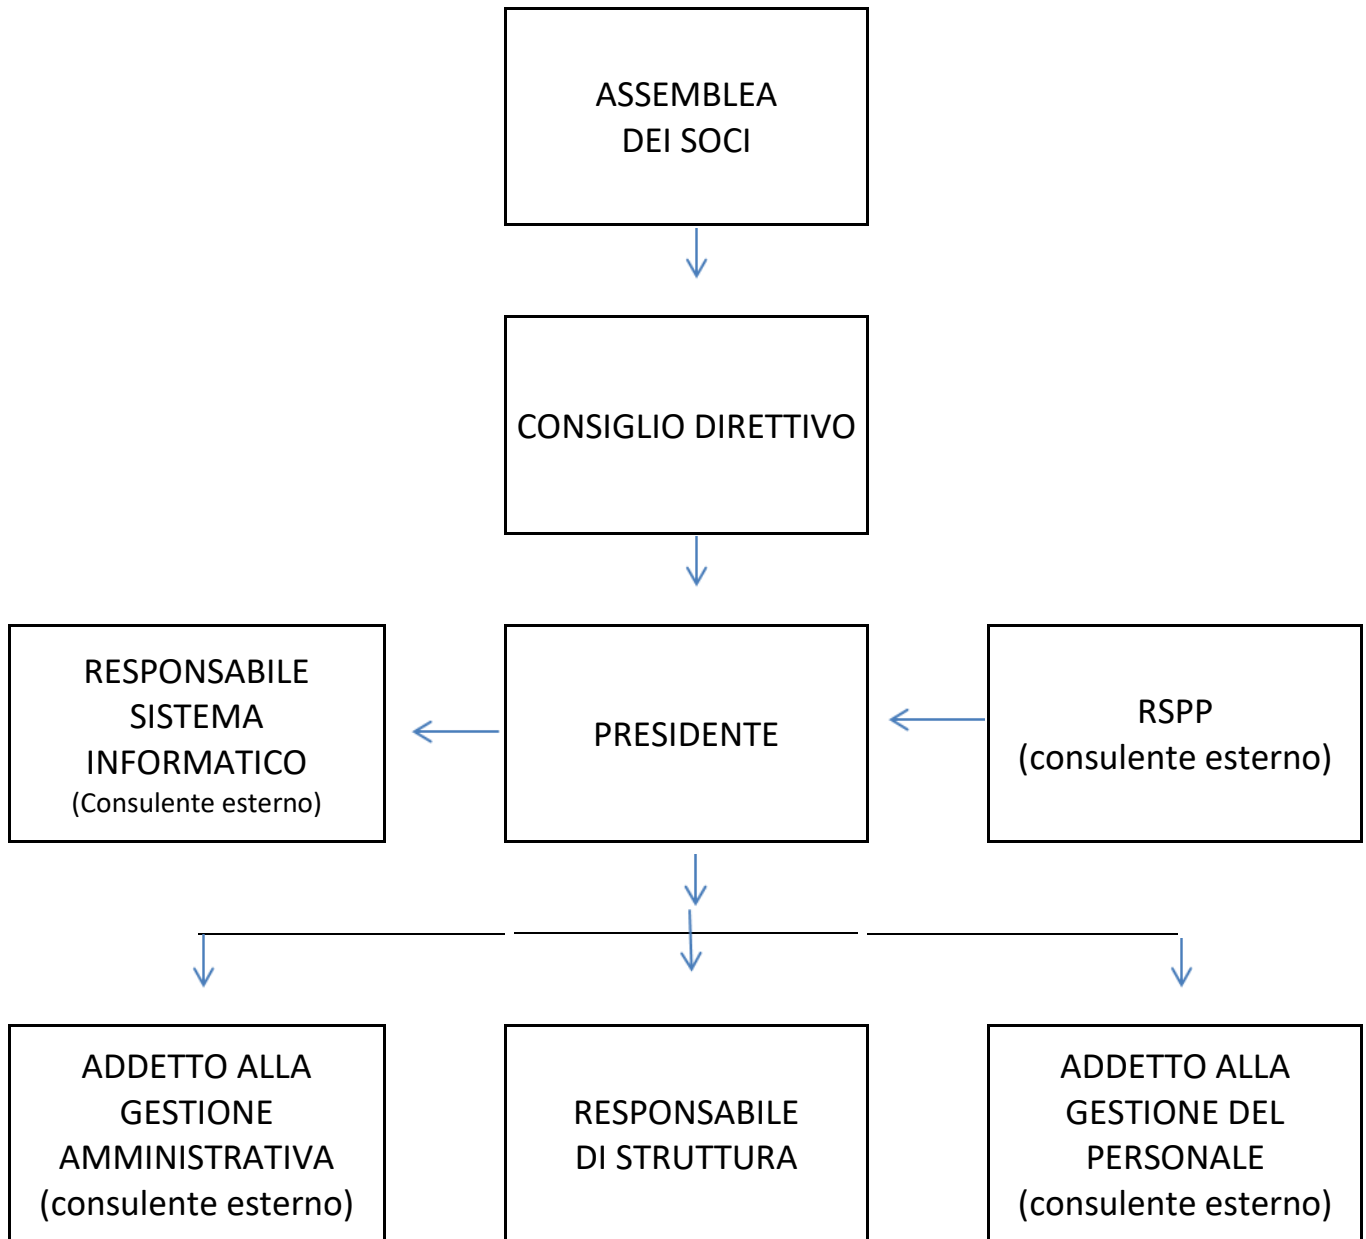 ASSEMBLEA
DEI SOCI
CONSIGLIO DIRETTIVO
RESPONSABILE
SISTEMA
INFORMATICO
(Consulente esterno)
PRESIDENTE
RSPP
(consulente esterno)
ADDETTO ALLA
GESTIONE
AMMINISTRATIVA
(consulente esterno)
RESPONSABILE
DI STRUTTURA
ADDETTO ALLA
GESTIONE DEL
PERSONALE
(consulente esterno)